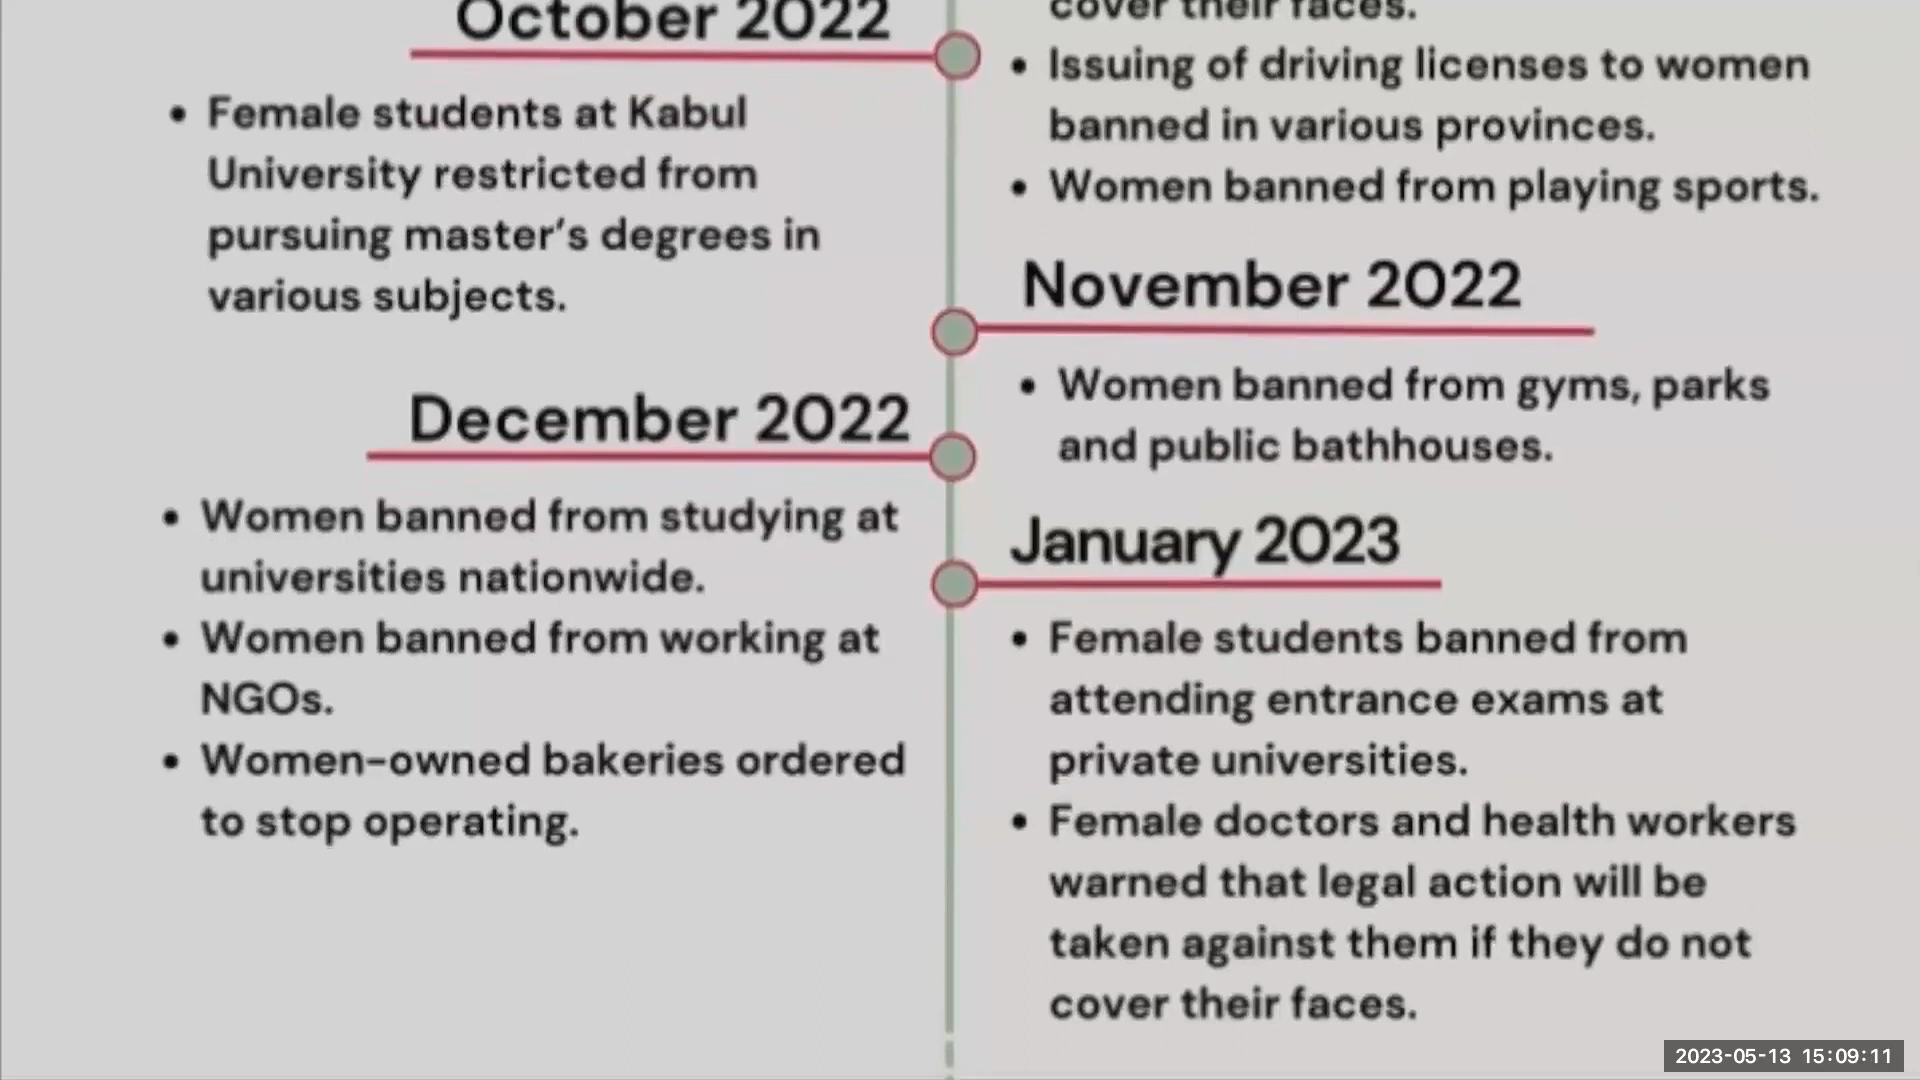 October 2022
• Female students at Kabul
University restricted from
pursuing master's degrees in
various subjects.
December 2022
• Women banned from studying at
universities nationwide.
• Women banned from working at
NGOs.
• Women-owned bakeries ordered
to stop operating.
cover their faces.
• Issuing of driving licenses to women
banned in various provinces.
• Women banned from playing sports.
November 2022
• Women banned from gyms, parks
and public bathhouses.
January 2023
• Female students banned from
attending entrance exams at
private universities.
• Female doctors and health workers
warned that legal action will be
taken against them if they do not
cover their faces.
2023-05-13 15:09:11